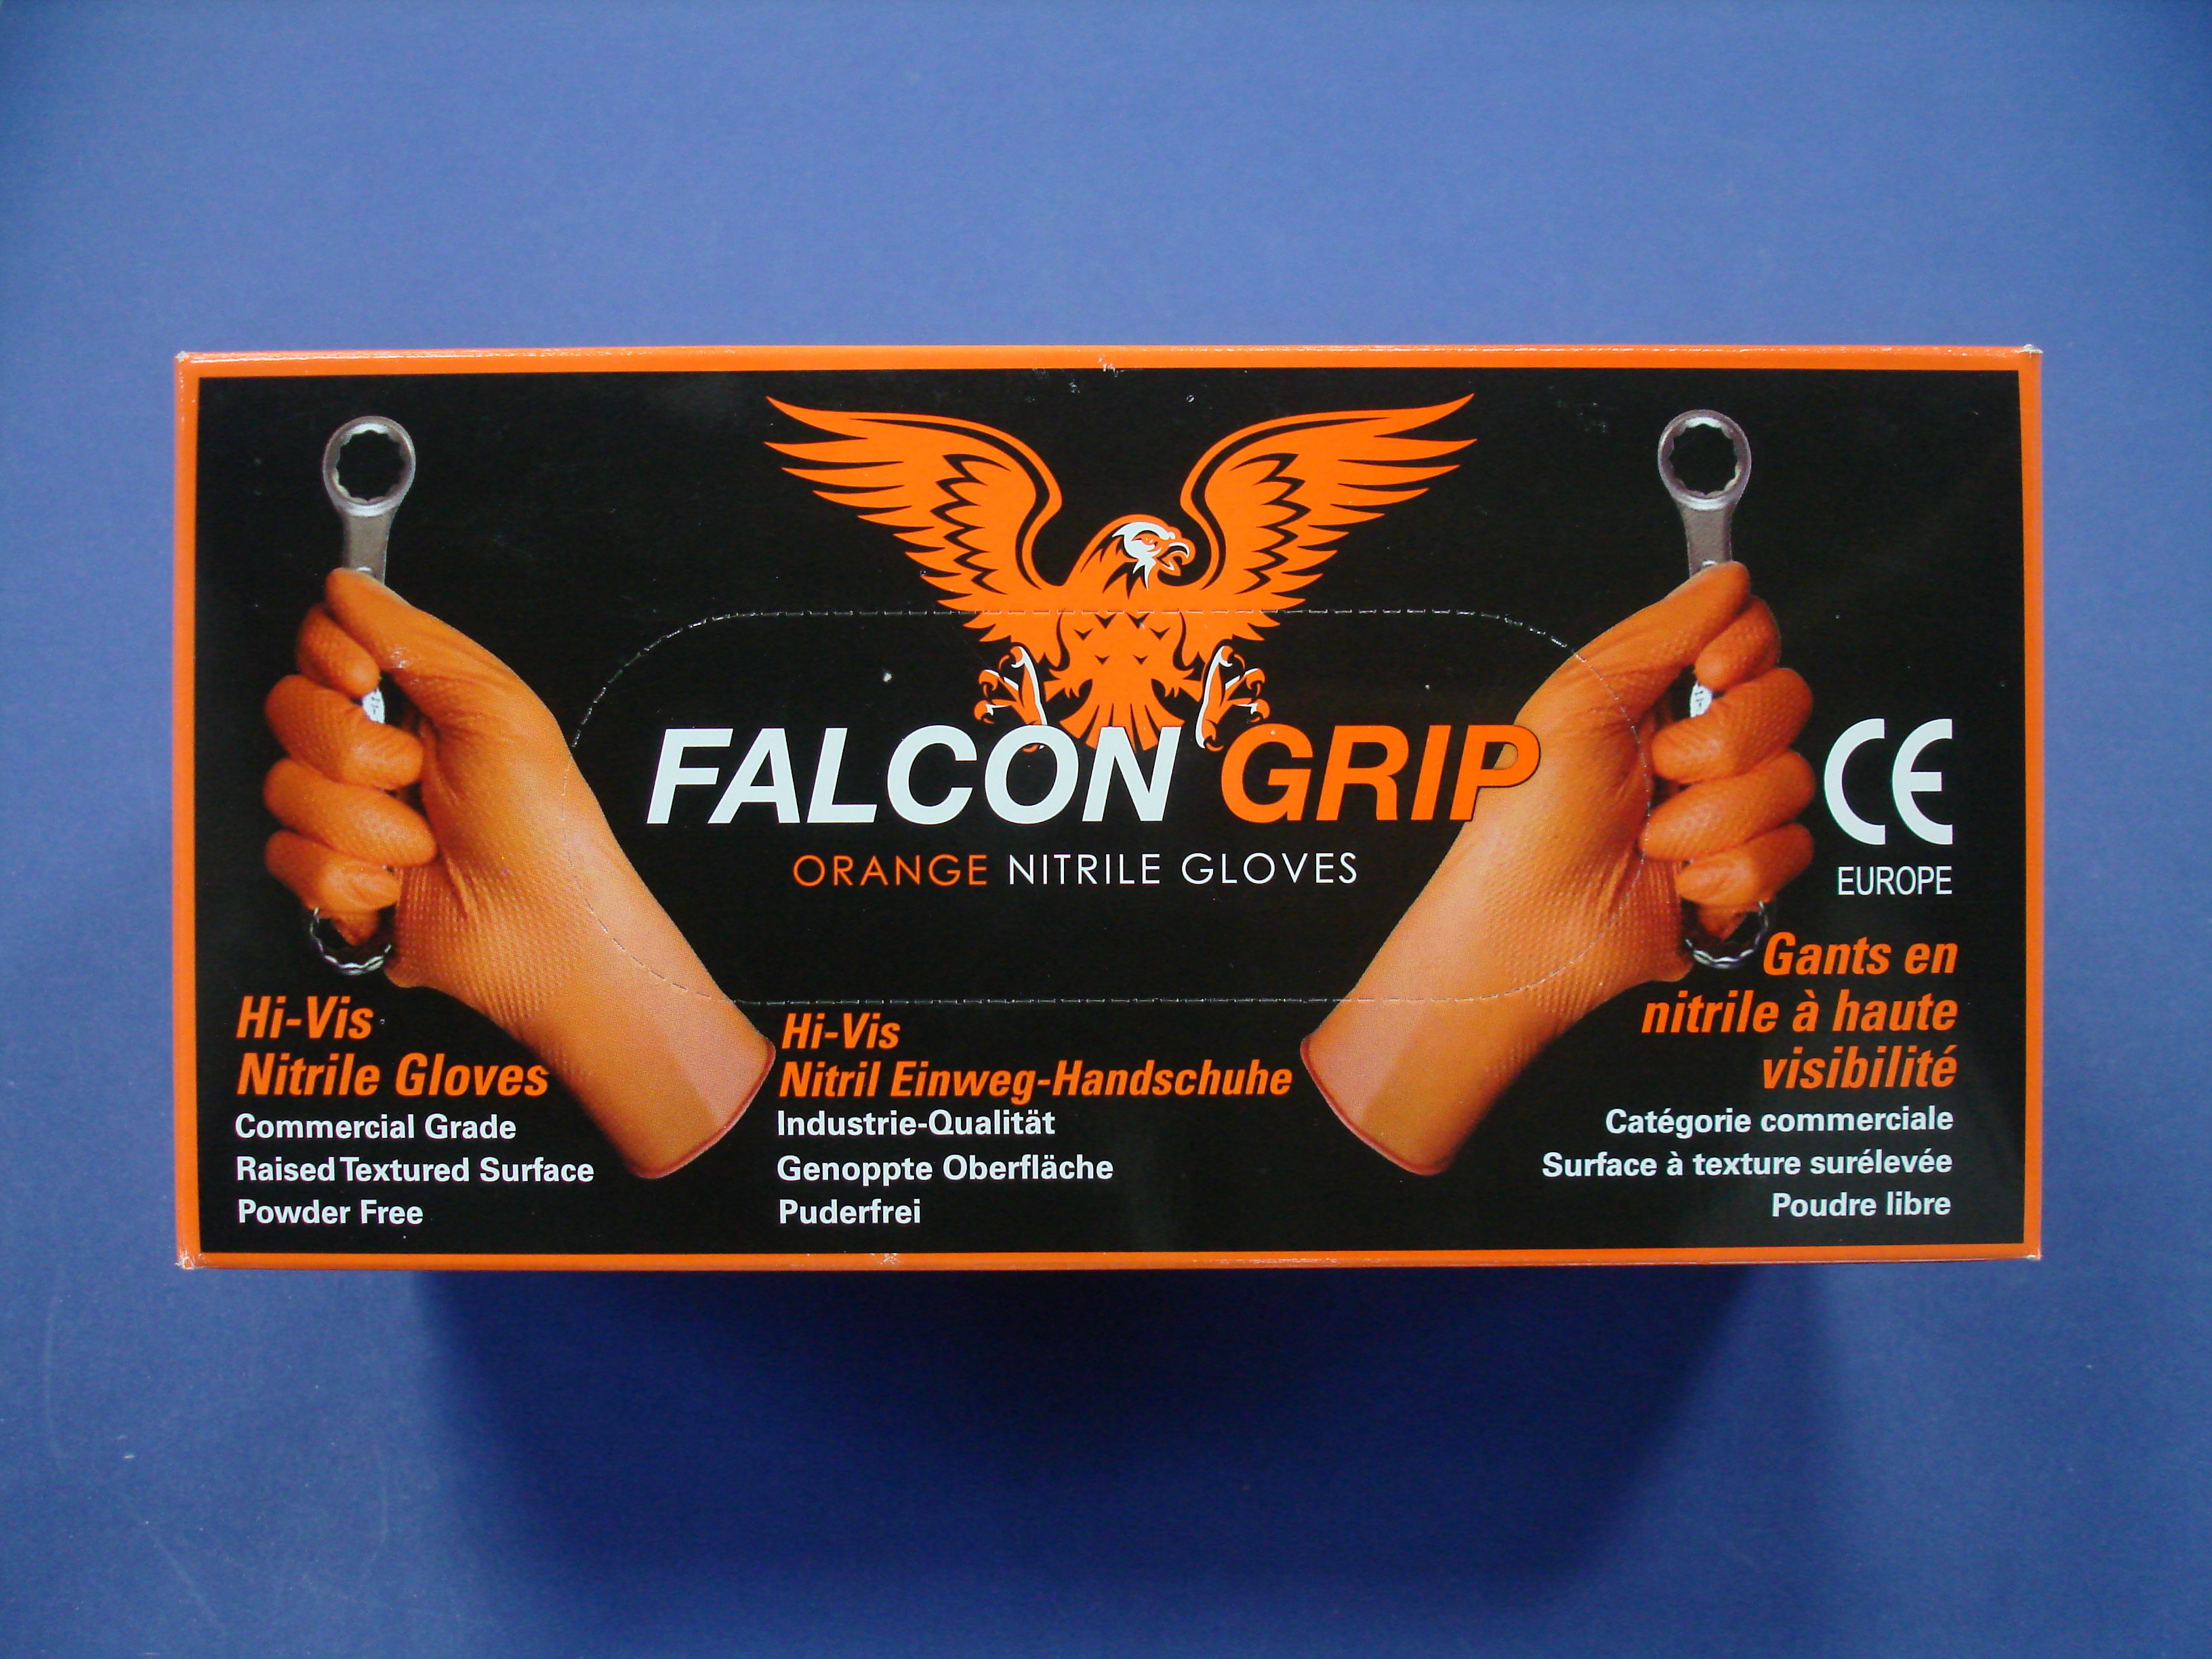 FALCON GRIP
ORANGE NITRILE GLOVES
CE
EUROPE
Hi-Vis
Nitrile Gloves
Commercial Grade
Raised Textured Surface
Powder Free
Hi-Vis
Nitril Einweg-Handschuhe
Industrie-Qualität
Genoppte Oberfläche
Puderfrei
Gants en
nitrile à haute
visibilité
Catégorie commerciale
Surface à texture surélevée
Poudre libre